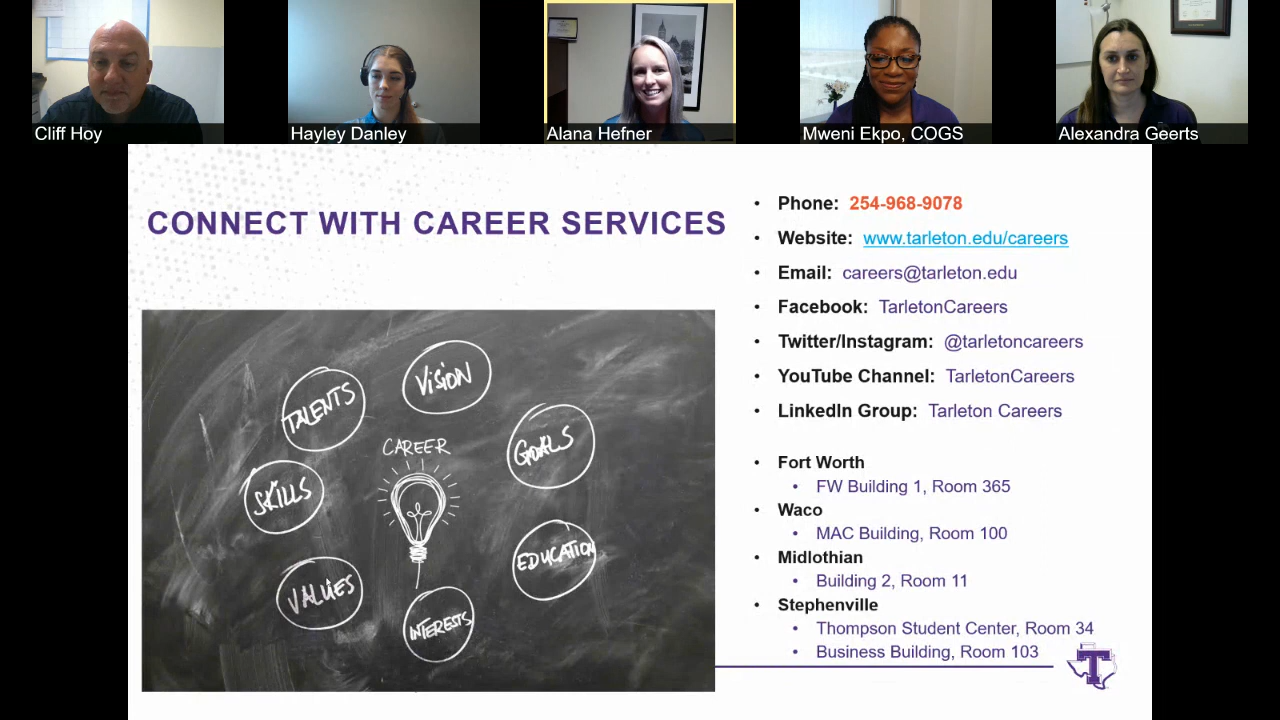 Cliff Hoy
Hayley Danley
Alana Hefner
Mweni Ekpo, COGS
Alexandra Geerts
CONNECT WITH CAREER SERVICES
TALENTS
VISION
GOALS
CAREER
SKILLS
EDUCATION
VALUES
INTERESTS
• Phone: 254-968-9078
• Website: www.tarleton.edu/careers
• Email: careers@tarleton.edu
• Facebook: TarletonCareers
• Twitter/Instagram: @tarletoncareers
• YouTube Channel: TarletonCareers
• LinkedIn Group: Tarleton Careers
• Fort Worth
• FW Building 1, Room 365
• Waco
• MAC Building, Room 100
• Midlothian
• Building 2, Room 11
• Stephenville
• Thompson Student Center, Room 34
• Business Building, Room 103
T